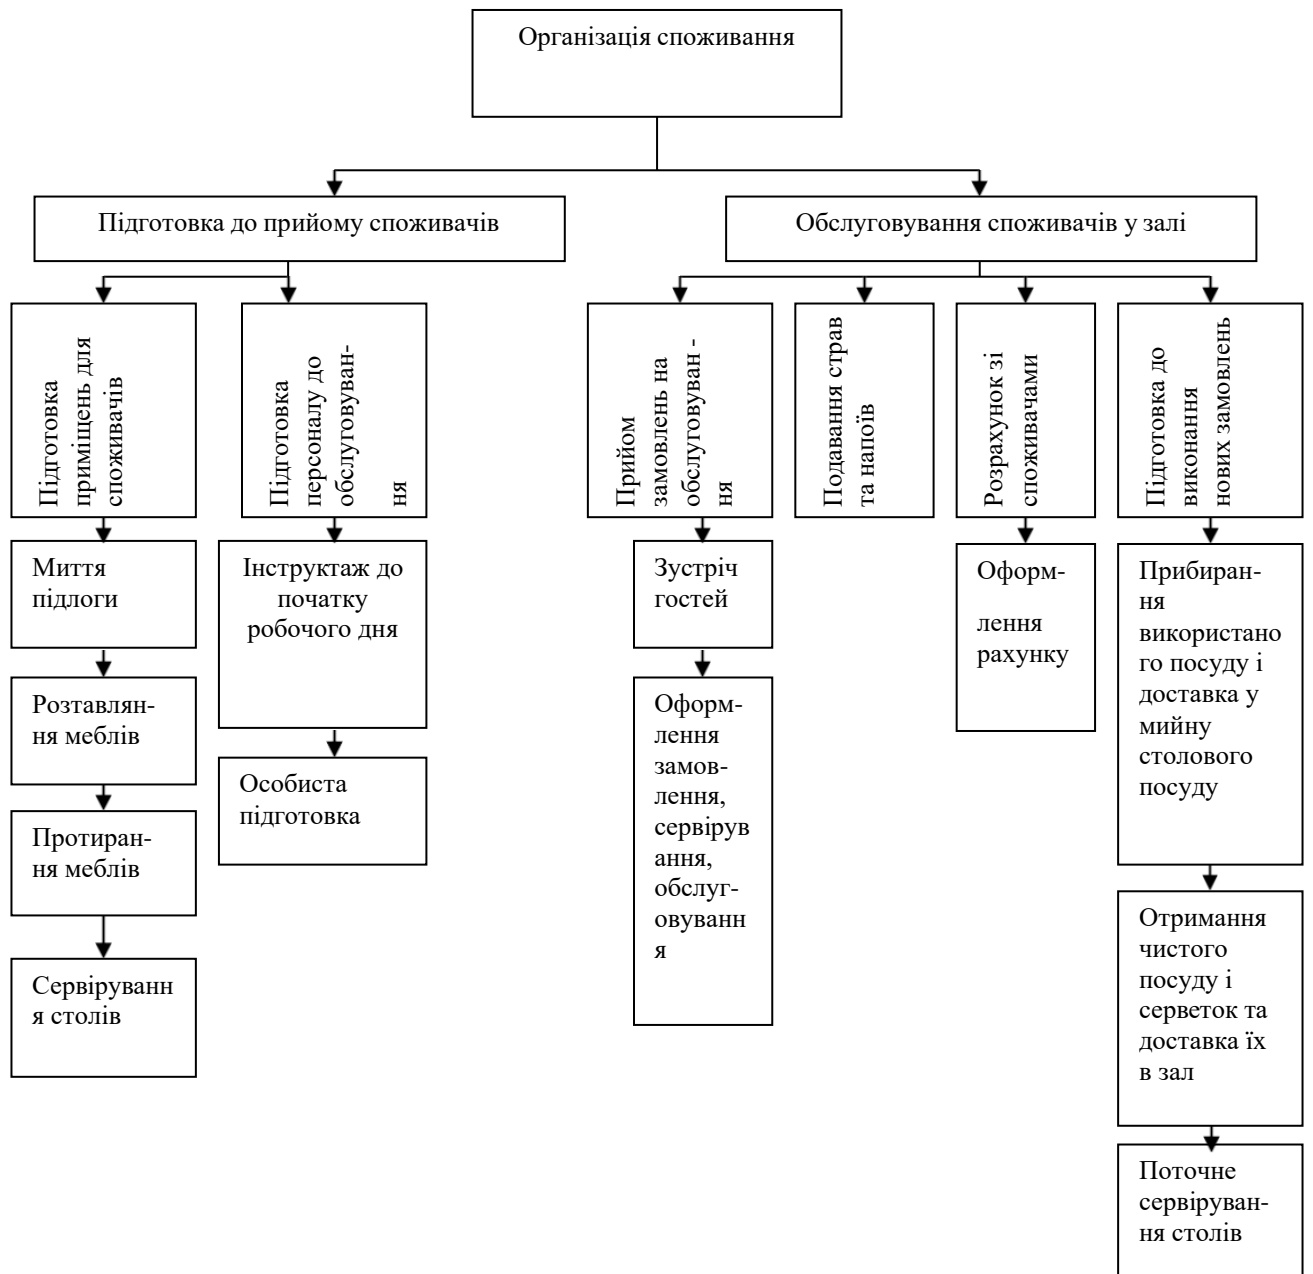 Організація споживання
Підготовка до прийому споживачів
Обслуговування споживачів у залі
Підготовка
приміщень для
споживачів
Підготовка
персоналу до
обслуговуван-
ня
Прийом
замовлень на
обслуговуван -
ня
Подавання страв
та напоїв
Розрахунок зі
споживачами
Підготовка до
виконання
нових замовлень
Миття
підлоги
Розтавлян-
ня меблів
Протиран-
ня меблів
Сервіруванн
я столів
Інструктаж до
початку
робочого дня
Особиста
підготовка
Зустріч
гостей
Оформ-
лення
замов-
лення,
сервірув
ання,
обслуг-
овуванн
я
Оформ-
лення
рахунку
Прибиран-
ня
використано
го посуду і
доставка у
мийну
столового
посуду
Отримання
чистого
посуду і
серветок та
доставка їх
в зал
Поточне
сервіруван-
ня столів